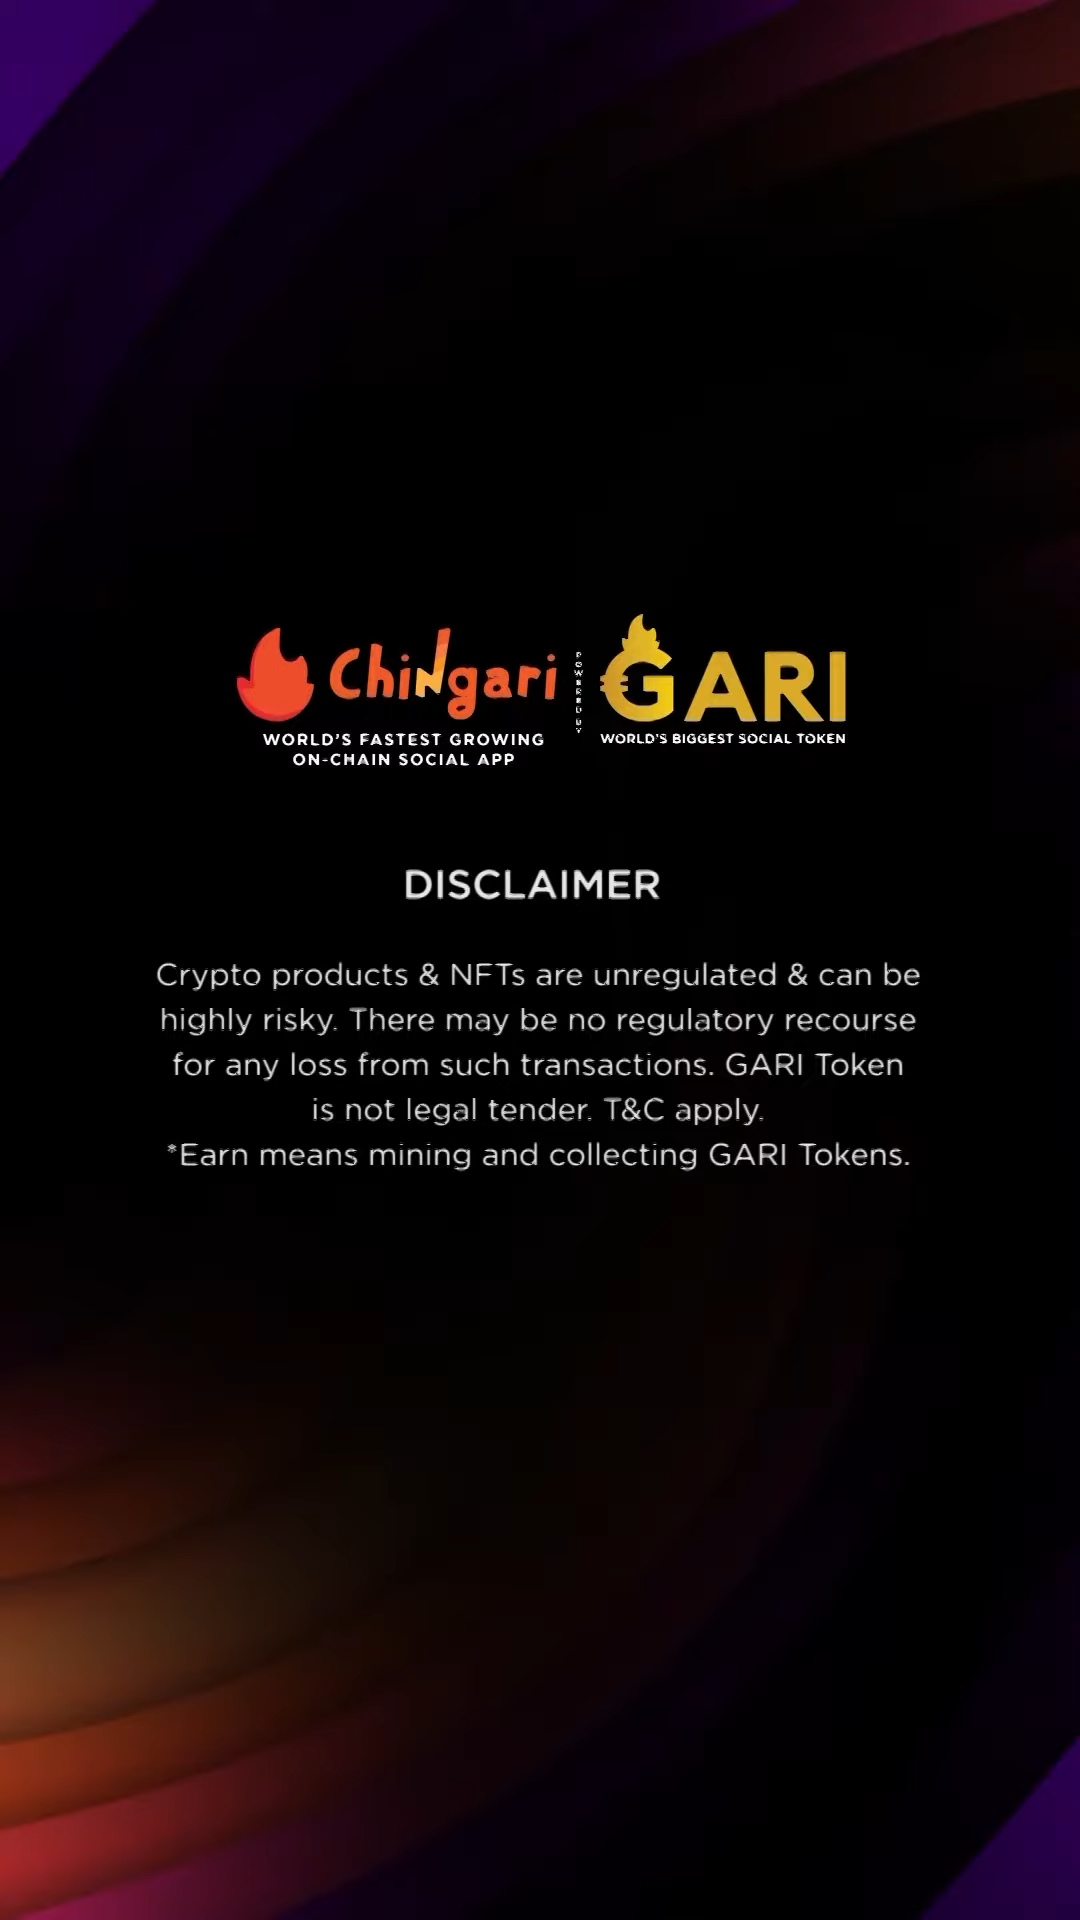 Chingari
WORLD'S FASTEST GROWING
ON-CHAIN SOCIAL APP
POWERED BY
GARI
WORLD'S BIGGEST SOCIAL TOKEN
DISCLAIMER
Crypto products & NFTs are unregulated & can be
highly risky. There may be no regulatory recourse
for any loss from such transactions. GARI Token
is not legal tender. T&C apply.
*Earn means mining and collecting GARI Tokens.